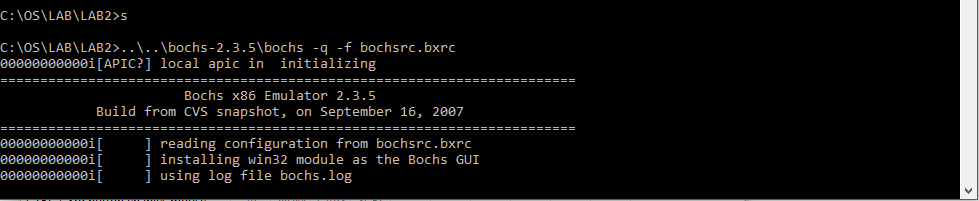 C:\OS\LAB\LAB2>s
C:\OS\LAB\LAB2>..\..\bochs-2.3.5\bochs -q -f bochsrc.bxrc
00000000000i[APIC?] local apic in  initializing
========================================================================
                       Bochs x86 Emulator 2.3.5
            Build from CVS snapshot, on September 16, 2007
========================================================================
00000000000i[     ] reading configuration from bochsrc.bxrc
00000000000i[     ] installing win32 module as the Bochs GUI
00000000000i[     ] using log file bochs.log